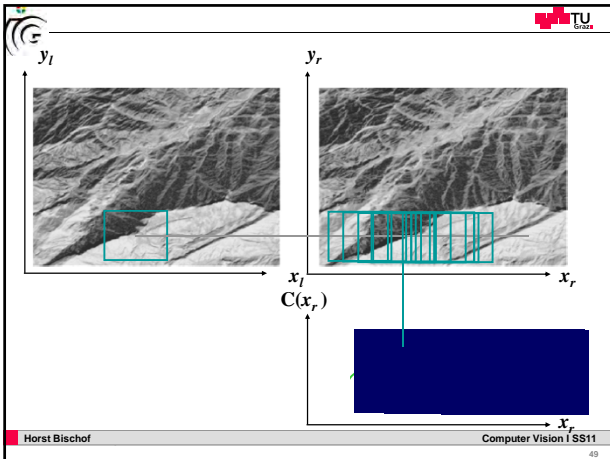 TU
Graz
y_l
y_r
x_l
x_r
C(x_r)
x_r
Horst Bischof
Computer Vision I SS11
49